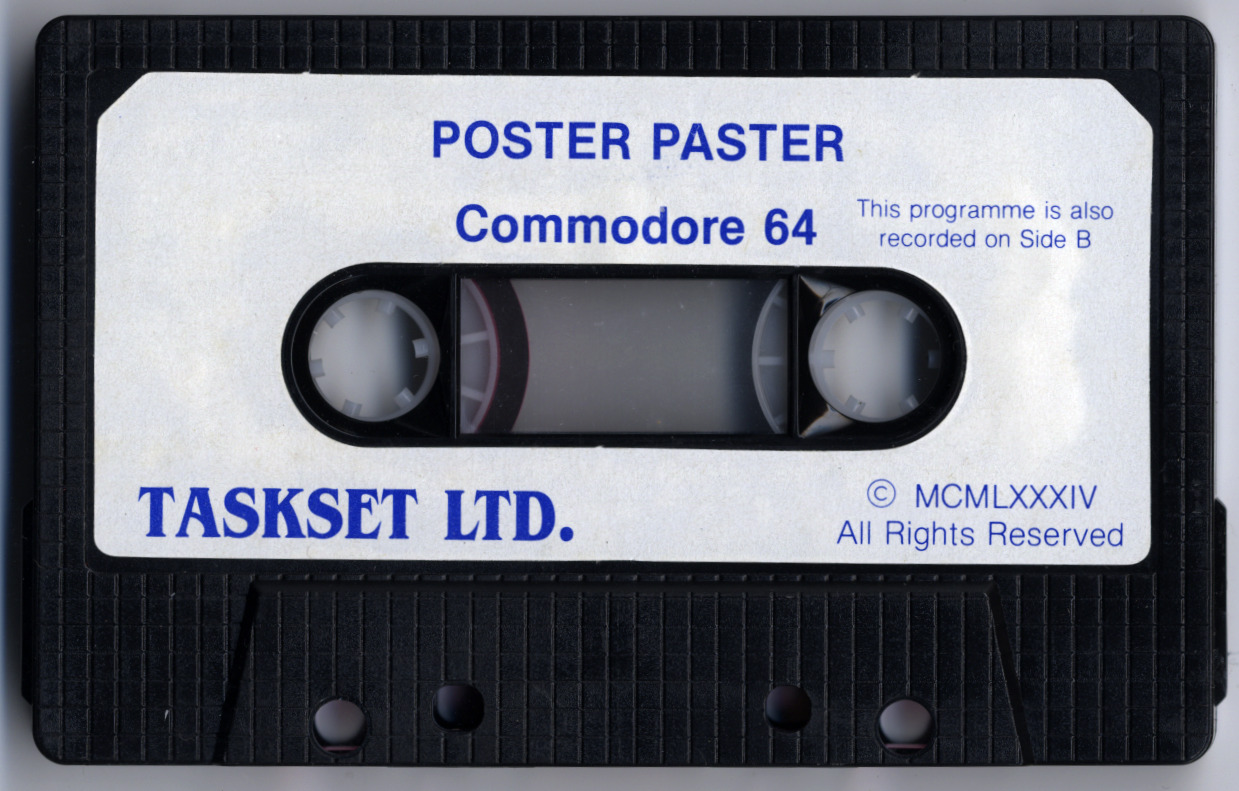 POSTER PASTER
Commodore 64
This programme is also
recorded on Side B
TASKSET LTD.
© MCMLXXXIV
All Rights Reserved